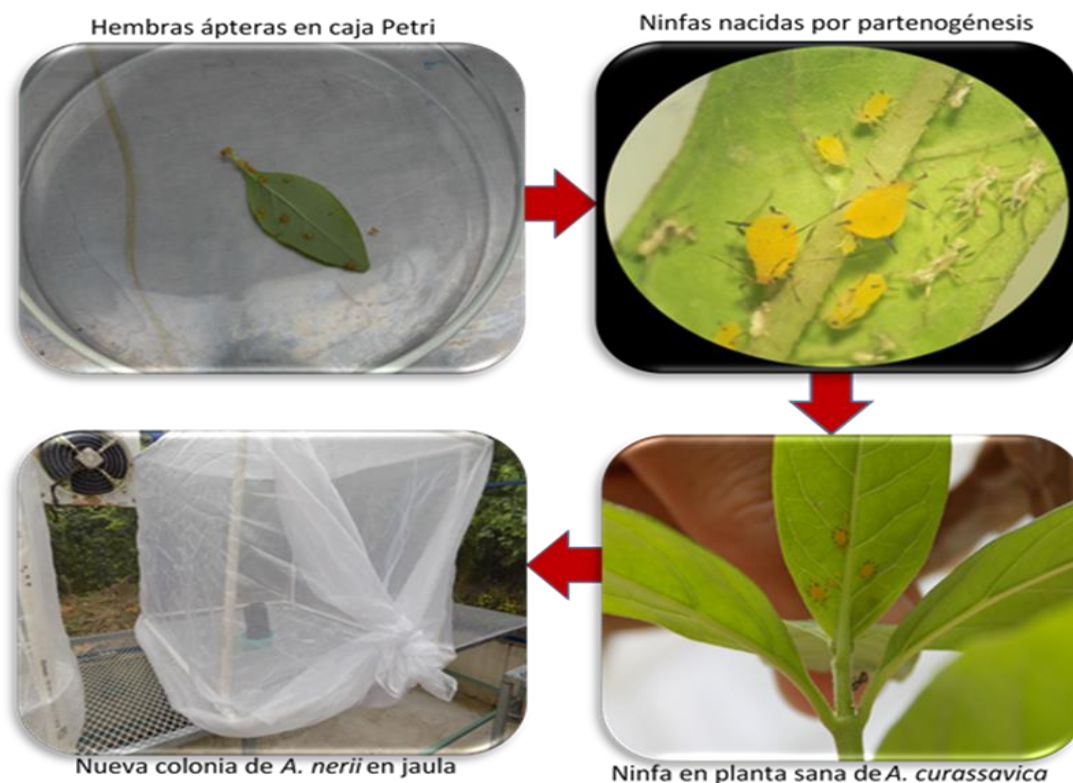 Hembras ápteras en caja Petri
Ninfas nacidas por partenogénesis
Nueva colonia de A. nerii en jaula
Ninfa en planta sana de A. curassavica